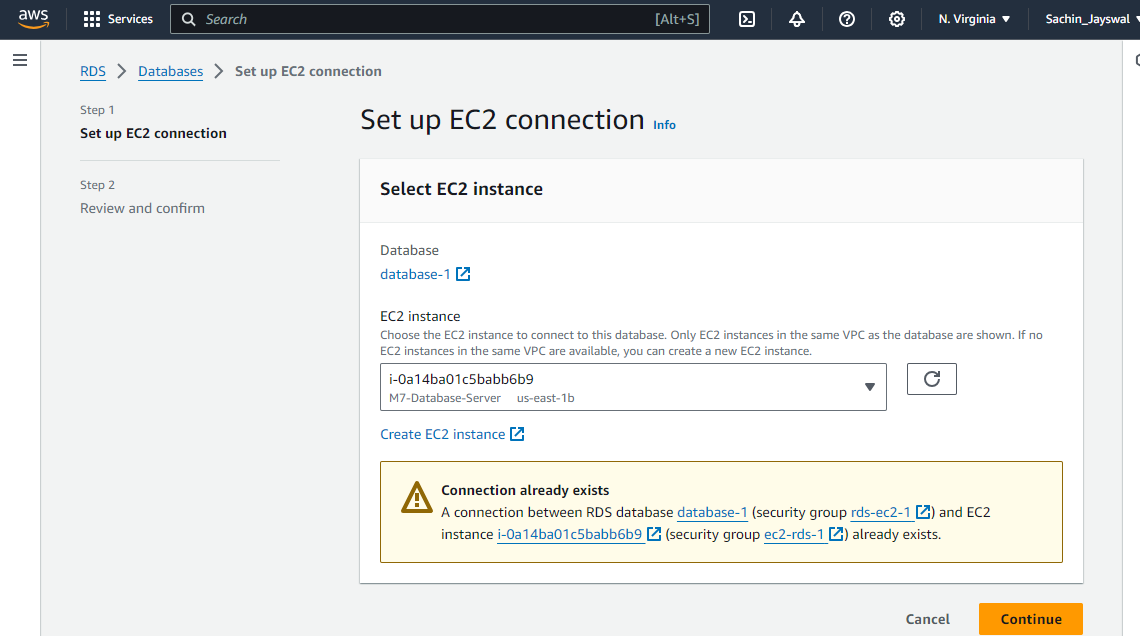 aws
Services
Search
[Alt+S]
N. Virginia
Sachin_Jayswal
RDS
Databases
Set up EC2 connection
Step 1
Set up EC2 connection
Step 2
Review and confirm
Set up EC2 connection Info
Select EC2 instance
Database
database-1
EC2 instance
Choose the EC2 instance to connect to this database. Only EC2 instances in the same VPC as the database are shown. If no
EC2 instances in the same VPC are available, you can create a new EC2 instance.
i-0a14ba01c5babb6b9
M7-Database-Server us-east-1b
Create EC2 instance
Connection already exists
A connection between RDS database database-1 (security group rds-ec2-1) and EC2
instance i-0a14ba01c5babb6b9 (security group ec2-rds-1) already exists.
Cancel
Continue